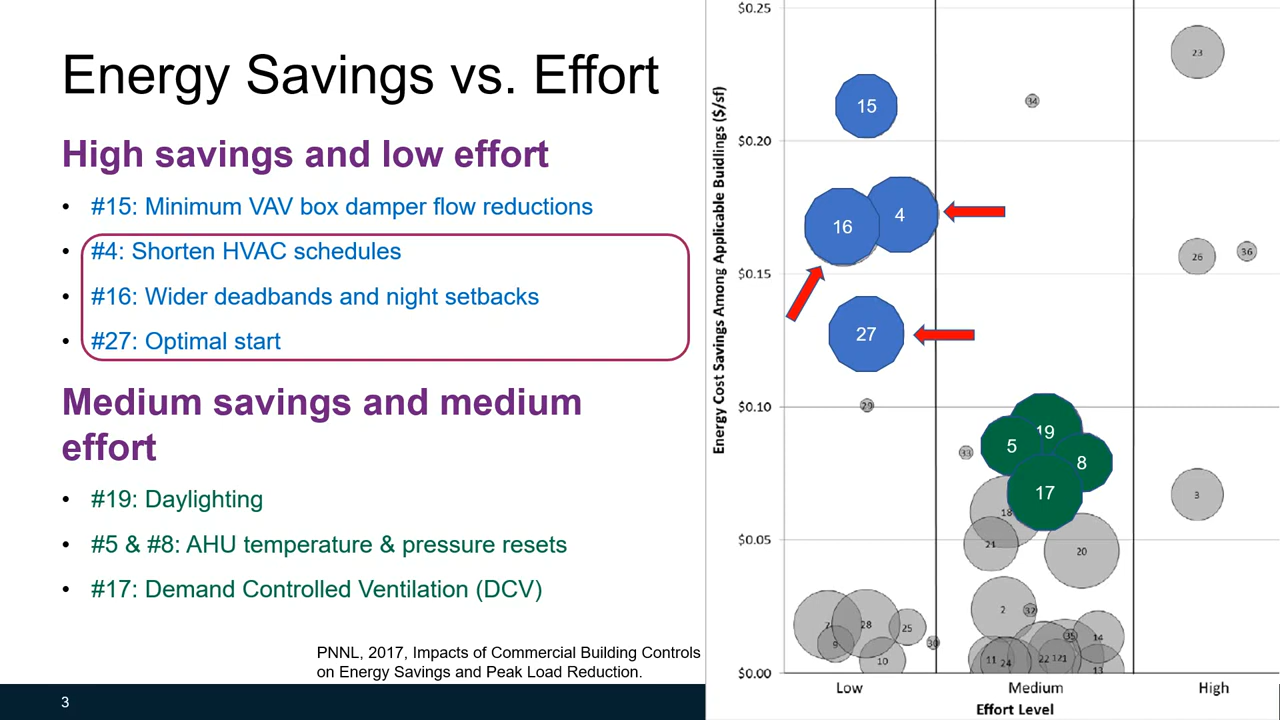 Energy Savings vs. Effort
High savings and low effort
• #15: Minimum VAV box damper flow reductions
• #4: Shorten HVAC schedules
• #16: Wider deadbands and night setbacks
• #27: Optimal start
Medium savings and medium
effort
• #19: Daylighting
• #5 & #8: AHU temperature & pressure resets
• #17: Demand Controlled Ventilation (DCV)
PNNL, 2017, Impacts of Commercial Building Controls
on Energy Savings and Peak Load Reduction.
3
Energy Cost Savings Among Applicable Buidlings ($/sf)
$0.25
$0.20
$0.15
$0.10
$0.05
$0.00
23
15
34
4
16
36
26
27
29
19
5
33
8
17
3
18
21
20
2
32
7
28
25
35
14
9
30
10
11
24
22
12
1
13
Low
Medium
High
Effort Level